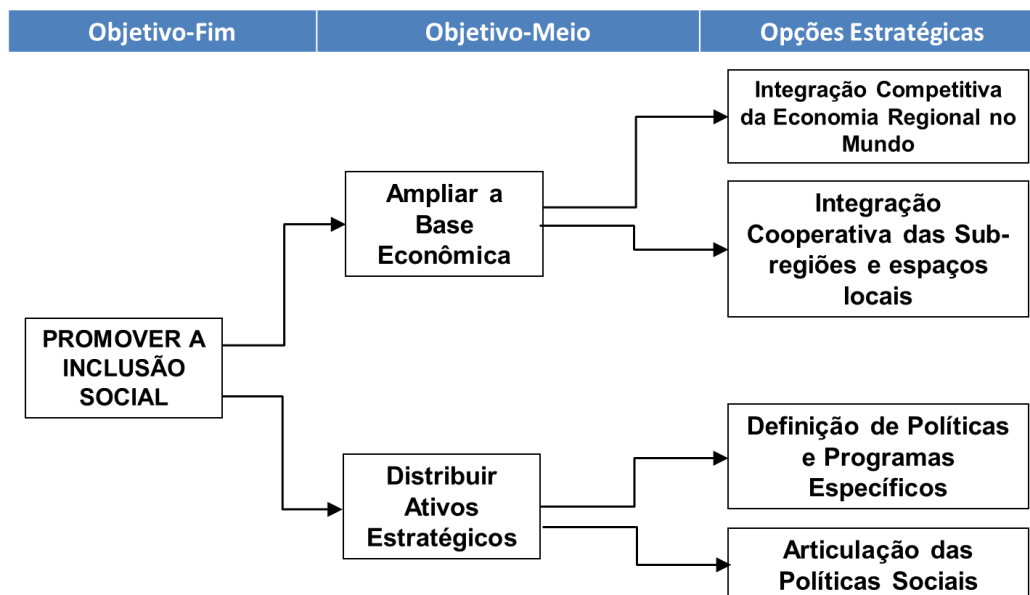 Objetivo-Fim
Objetivo-Meio
Opções Estratégicas
PROMOVER A
INCLUSÃO
SOCIAL
Ampliar a
Base
Econômica
Distribuir
Ativos
Estratégicos
Integração Competitiva
da Economia Regional no
Mundo
Integração
Cooperativa das Sub-
regiões e espaços
locais
Definição de Políticas
e Programas
Específicos
Articulação das
Políticas Sociais